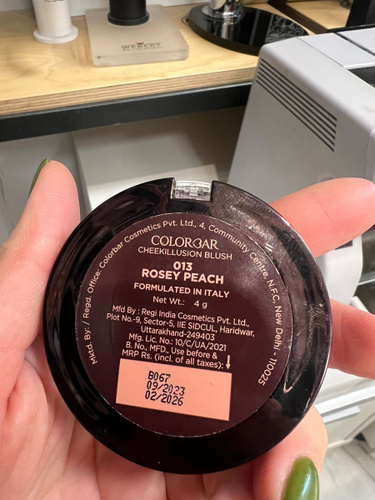 WEBERT
Mktd. By: / Regd. Office: Colorbar Cosmetics Pvt. Ltd., 4, Community Centre, N.F.C, New Delhi - 110025
COLORBAR
CHEEKILLUSION BLUSH
013
ROSEY PEACH
FORMULATED IN ITALY
Net Wt.: 4 g
Mfd By : Regi India Cosmetics Pvt. Ltd.,
Plot No.-9, Sector-5, IIE SIDCUL, Haridwar,
Uttarakhand-249403
Mfg. Lic. No.: 10/C/UA/2021
B. No., MFD., Use before &
MRP Rs. (incl. of all taxes):
B067
09/2023
02/2026